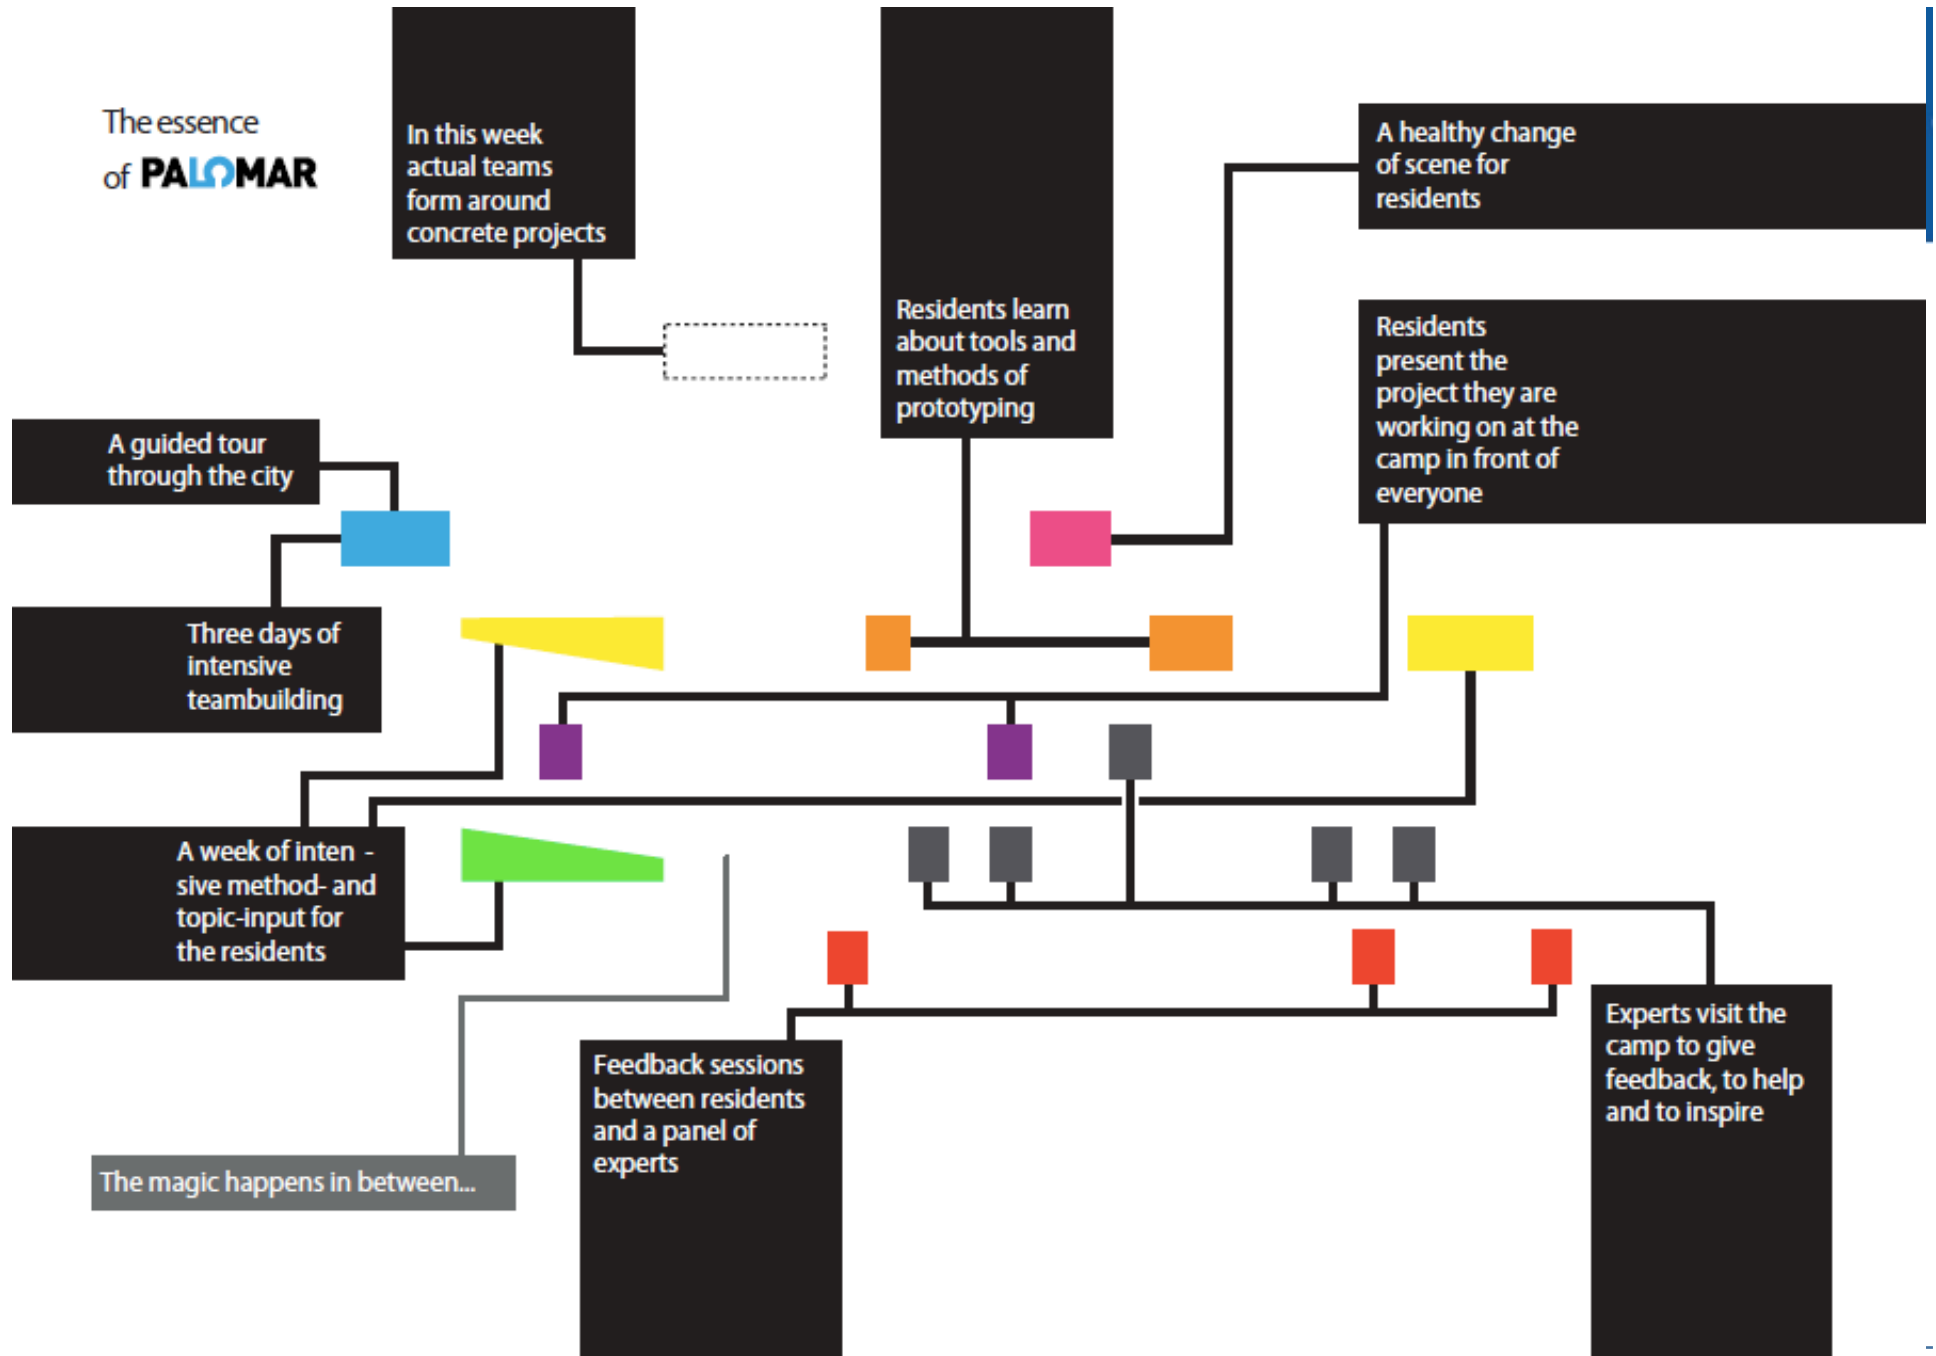 The essence
of PALOMAR
In this week
actual teams
form around
concrete projects
Residents learn
about tools and
methods of
prototyping
A healthy change
of scene for
residents
Residents
present the
project they are
working on at the
camp in front of
everyone
A guided tour
through the city
Three days of
intensive
teambuilding
A week of inten -
sive method- and
topic-input for
the residents
The magic happens in between...
Feedback sessions
between residents
and a panel of
experts
Experts visit the
camp to give
feedback, to help
and to inspire